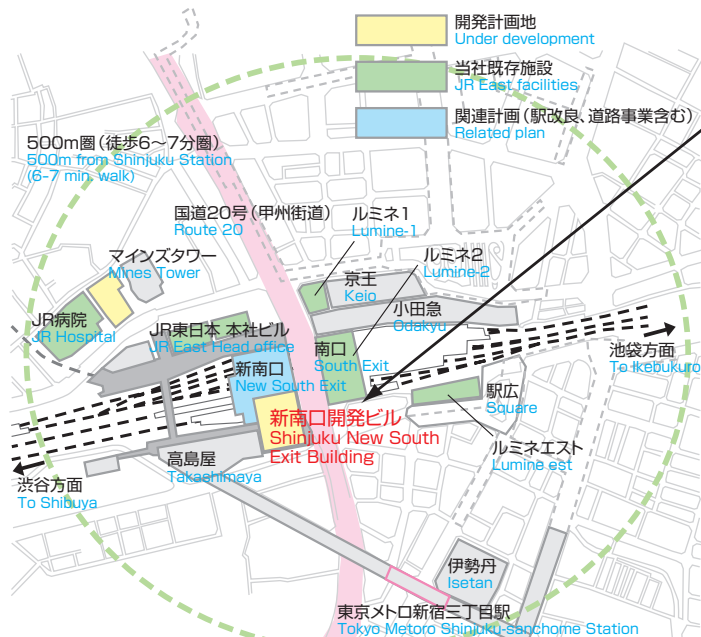 開発計画地
Under development
当社既存施設
JR East facilities
関連計画（駅改良、道路事業含む）
Related plan
500m圏（徒歩6〜7分圏）
500m from Shinjuku Station
(6-7 min. walk)
国道20号（甲州街道）
Route 20
ルミネ1
Lumine-1
ルミネ2
Lumine-2
マインズタワー
Mines Tower
京王
Keio
小田急
Odakyu
JR病院
JR Hospital
JR東日本 本社ビル
JR East Head office
南口
South Exit
新南口
New South Exit
池袋方面
To Ikebukuro
駅広
Square
新南口開発ビル
Shinjuku New South
Exit Building
ルミネエスト
Lumine est
高島屋
Takashimaya
渋谷方面
To Shibuya
伊勢丹
Isetan
東京メトロ新宿三丁目駅
Tokyo Metoro Shinjuku-sanchome Station